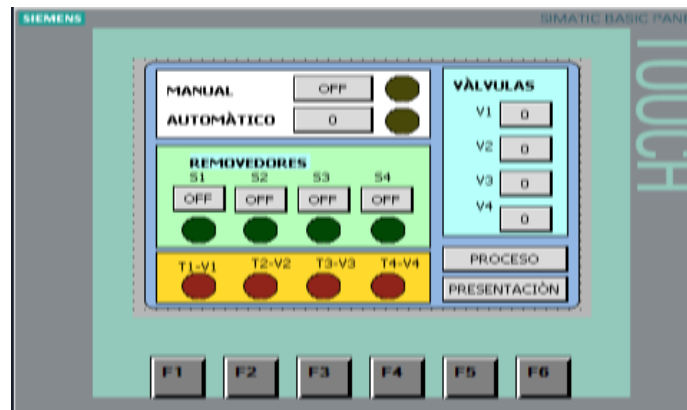 SIEMENS
SIMATIC BASIC PANE
TOUCH
MANUAL OFF
AUTOMÀTICO 0
VÀLVULAS
V1 0
V2 0
V3 0
V4 0
REMOVEDORES
S1 S2 S3 S4
OFF OFF OFF OFF
T1-V1 T2-V2 T3-V3 T4-V4
PROCESO
PRESENTACIÒN
F1 F2 F3 F4 F5 F6